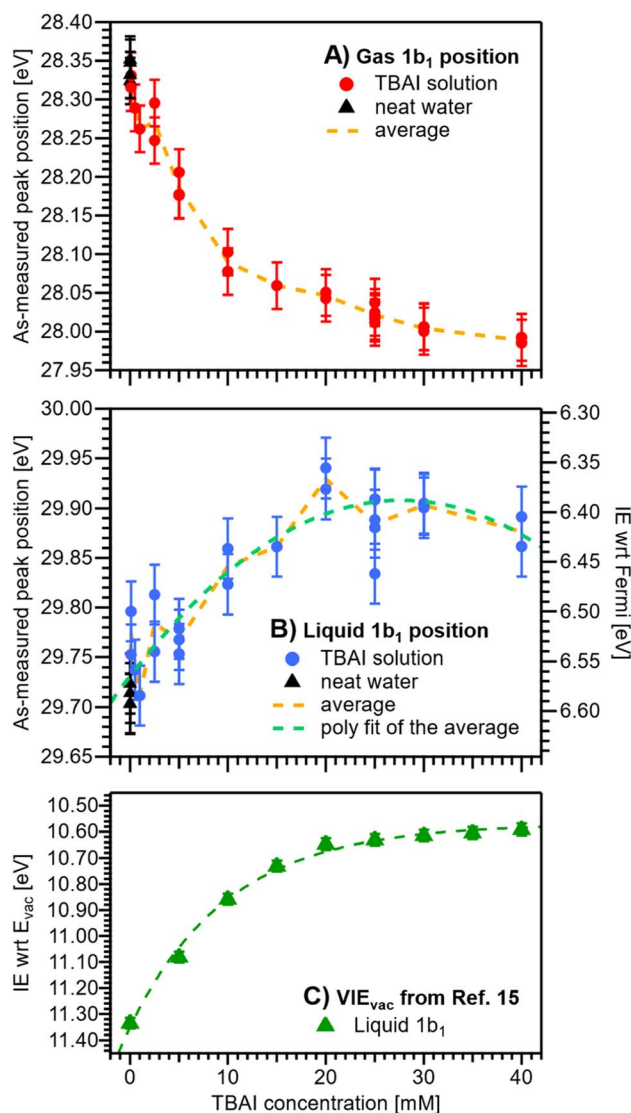 28.40
28.35
28.30
28.25
28.20
28.15
28.10
28.05
28.00
27.95
As-measured peak position [eV]
A) Gas 1b₁ position
TBAI solution
neat water
average
30.00
29.95
29.90
29.85
29.80
29.75
29.70
29.65
As-measured peak position [eV]
6.30
6.35
6.40
6.45
6.50
6.55
6.60
IE wrt Fermi [eV]
B) Liquid 1b₁ position
TBAI solution
neat water
average
poly fit of the average
10.50
10.60
10.70
10.80
10.90
11.00
11.10
11.20
11.30
11.40
IE wrt Eᵥₐc [eV]
C) VIEᵥₐc from Ref. 15
Liquid 1b₁
0 10 20 30 40
TBAI concentration [mM]